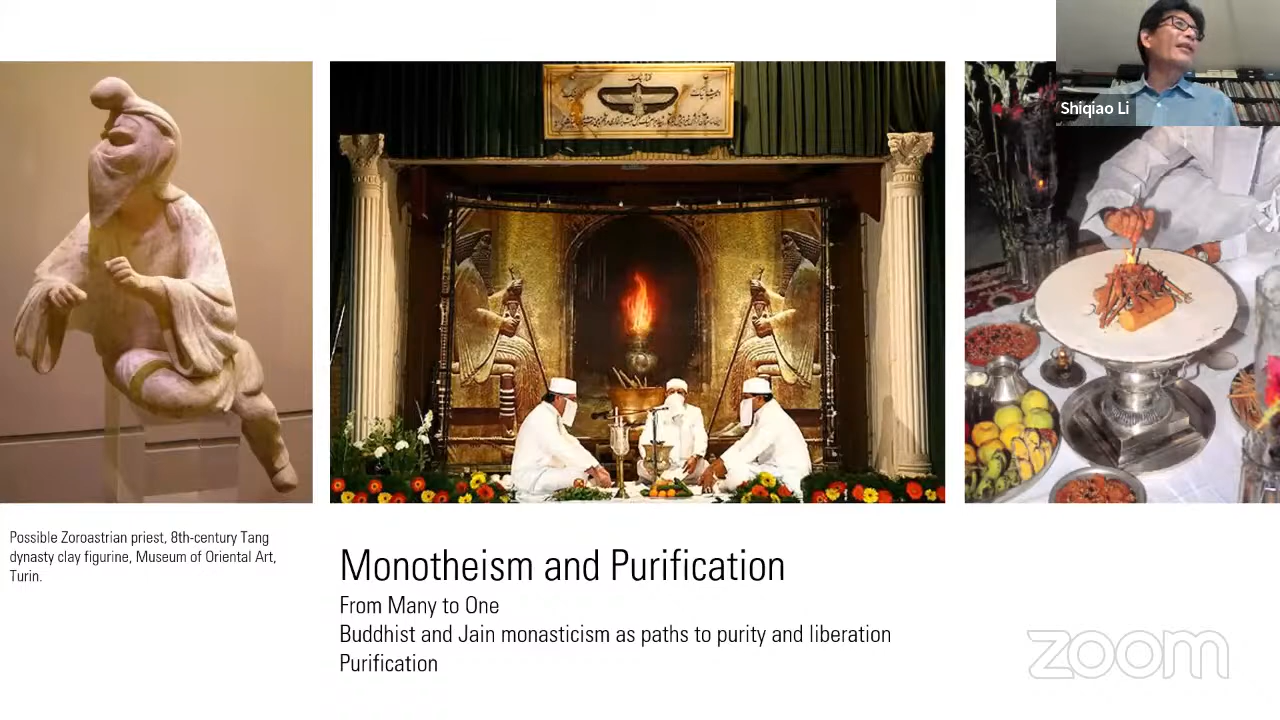 Shiqiao Li
Possible Zoroastrian priest, 8th-century Tang
dynasty clay figurine, Museum of Oriental Art,
Turin.
Monotheism and Purification
From Many to One
Buddhist and Jain monasticism as paths to purity and liberation
Purification
zoom